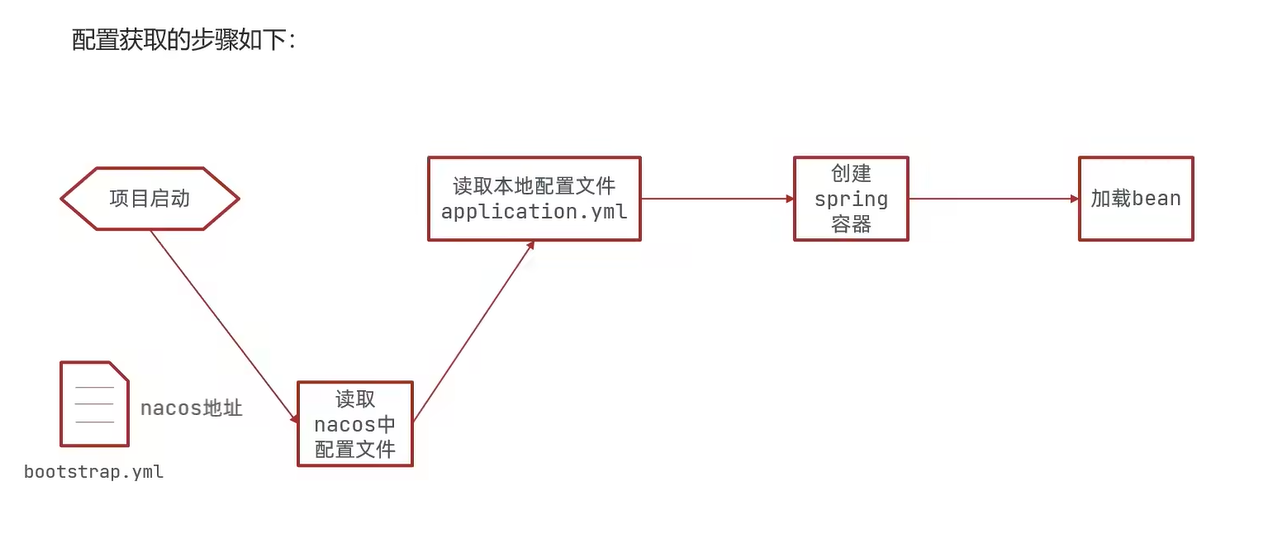 配置获取的步骤如下：
项目启动
读取本地配置文件
application.yml
创建
spring
容器
加载bean
nacos地址
bootstrap.yml
读取
nacos中
配置文件